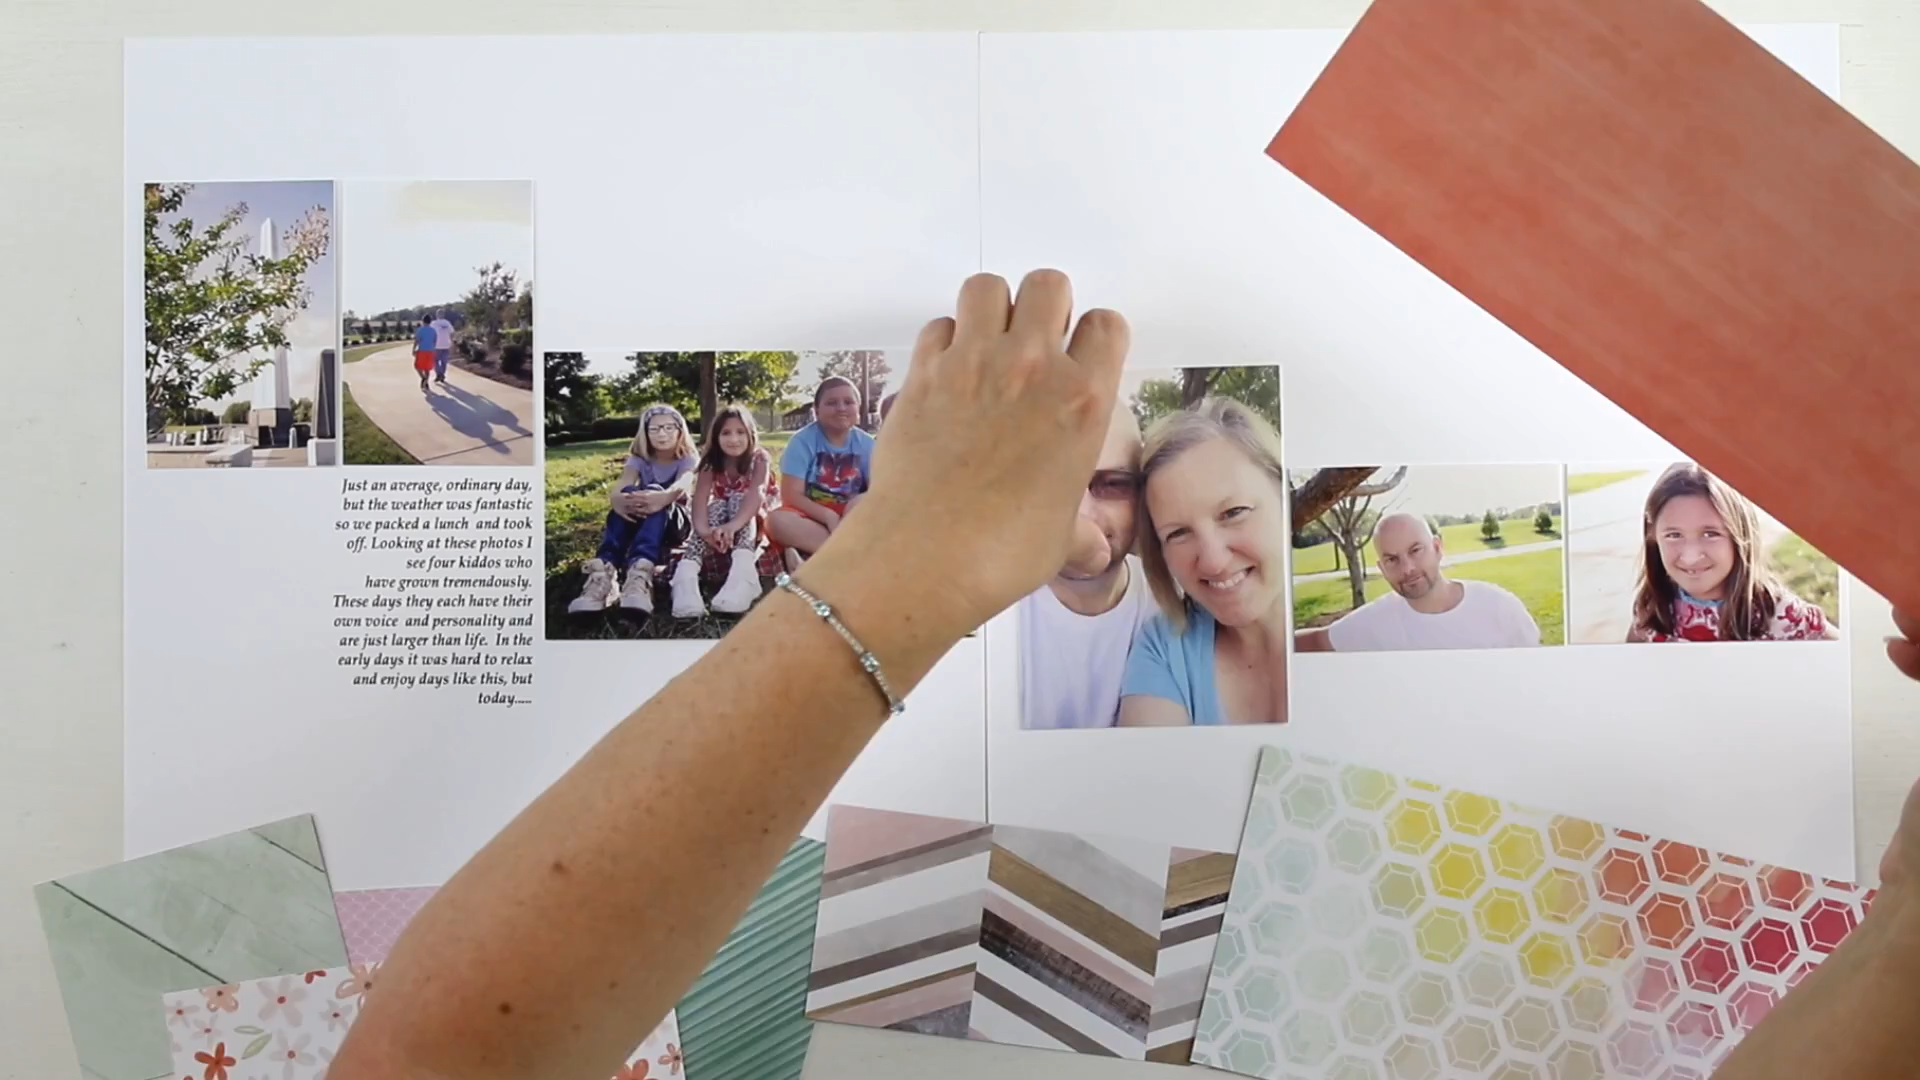 Just an average, ordinary day,
but the weather was fantastic
so we packed a lunch and took
off. Looking at these photos I
see four kiddos who
have grown tremendously.
These days they each have their
own voice and personality and
are just larger than life. In the
early days it was hard to relax
and enjoy days like this, but
today.....